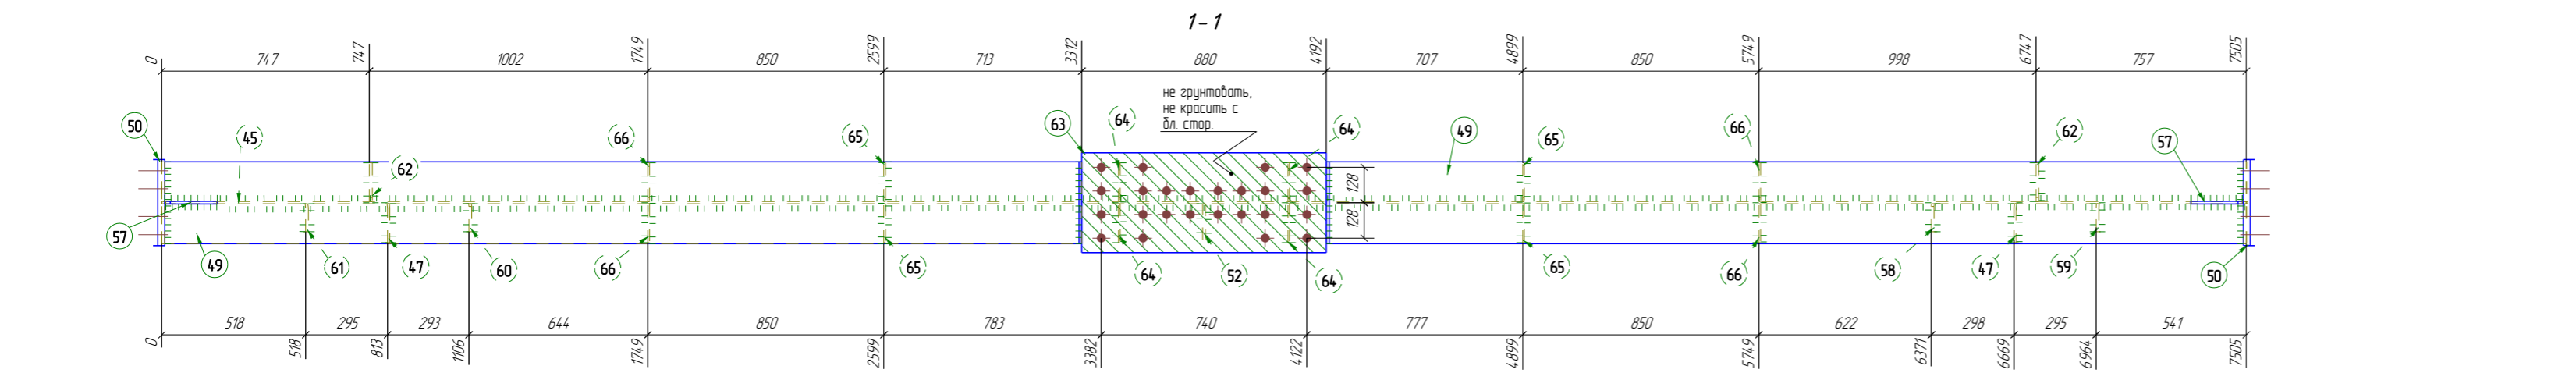 1-1
0 747 747 1002 1749 850 2599 713 3312 880 4192 707 4899 850 5749 998 6747 757 7505
не грунтовать,
не красить с
бл. стор.
50 45 62 66 65 63 64 64 49 65 66 62 57
128
128
57 49 61 47 60 66 65 64 52 64 65 66 58 47 59 50
518 295 293 644 850 783 740 777 850 622 298 295 541
0 518 813 1106 1749 2599 3382 4122 4899 5749 6371 6669 6964 7505